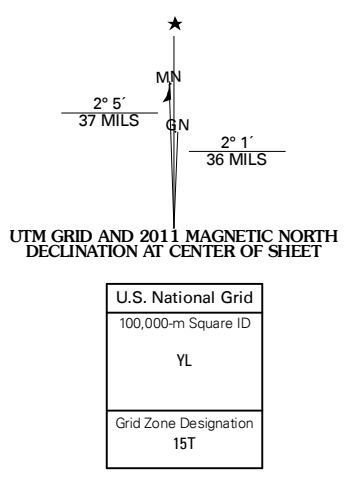 MN
2° 5´
37 MILS
GN
2° 1´
36 MILS
UTM GRID AND 2011 MAGNETIC NORTH
DECLINATION AT CENTER OF SHEET
U.S. National Grid
100,000-m Square ID
YL
Grid Zone Designation
15T